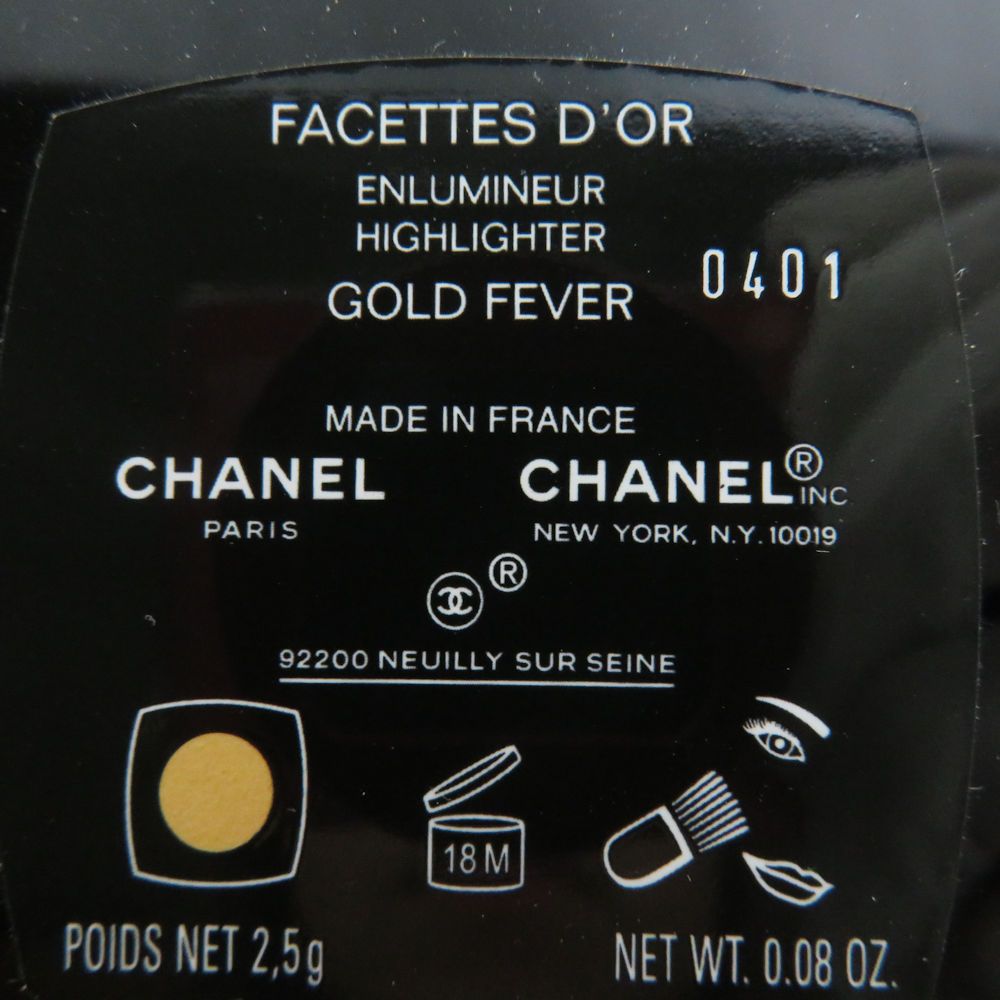 FACETTES D'OR
ENLUMINEUR
HIGHLIGHTER
GOLD FEVER
0401
MADE IN FRANCE
CHANEL
PARIS
CHANEL® INC
NEW YORK, N.Y. 10019
®
92200 NEUILLY SUR SEINE
18 M
POIDS NET 2,5g
NET WT. 0.08 OZ.